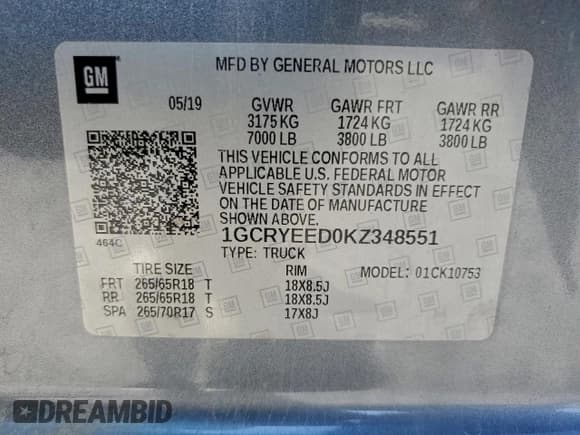 GM
MFD BY GENERAL MOTORS LLC
05/19 GVWR GAWR FRT GAWR RR
3175 KG 1724 KG 1724 KG
7000 LB 3800 LB 3800 LB
THIS VEHICLE CONFORMS TO ALL
APPLICABLE U.S. FEDERAL MOTOR
VEHICLE SAFETY STANDARDS IN EFFECT
ON THE DATE OF MANUFACTURE
SHOWN ABOVE.
464C
1GCRYEED0KZ348551
TYPE: TRUCK MODEL: 01CK10753
TIRE SIZE RIM
FRT 265/65R18 T 18X8.5J
RR 265/65R18 T 18X8.5J
SPA 265/70R17 S 17X8J
DREAMBID